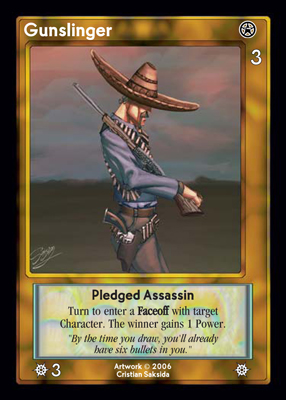 Gunslinger
3
Pledged Assassin
Turn to enter a Faceoff with target
Character. The winner gains 1 Power.
"By the time you draw, you'll already
have six bullets in you."
3
Artwork © 2006
Cristian Saksida